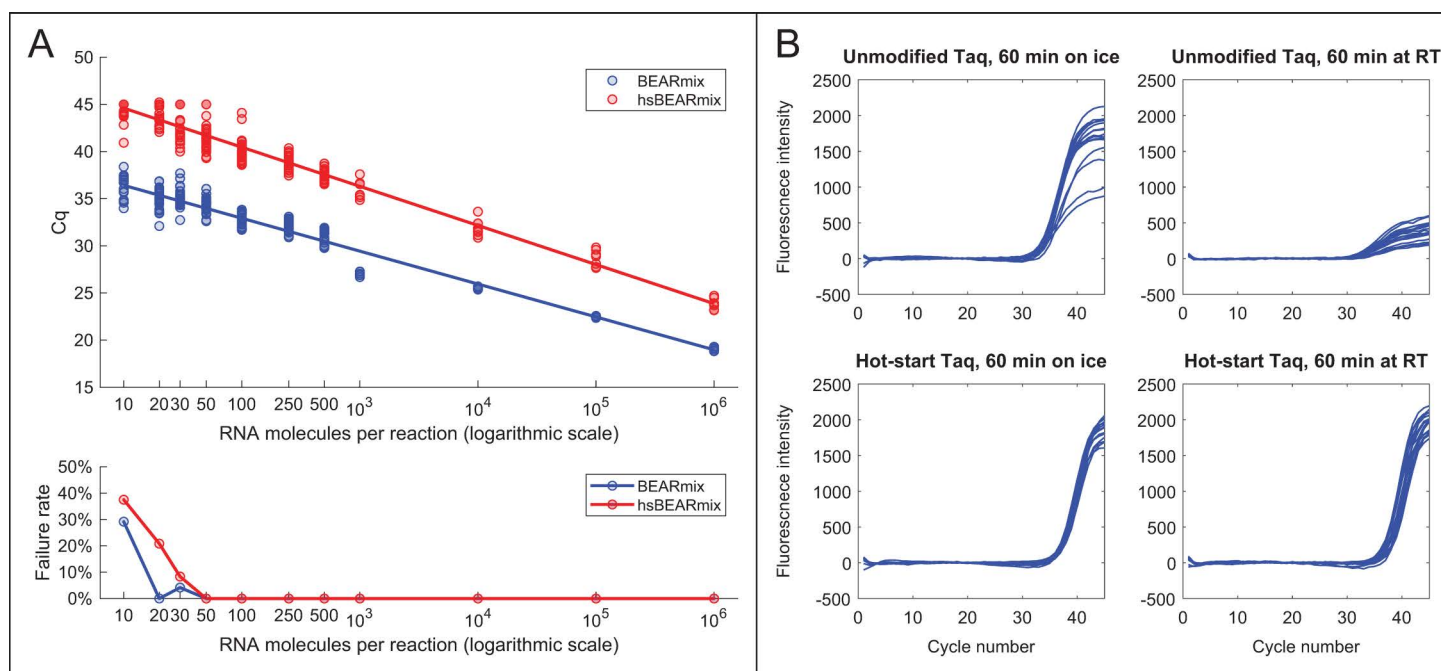 A
50
45
40
35
30
25
20
15
Cq
BEARmix
hsBEARmix
10 20 30 50 100 250 500 10^3 10^4 10^5 10^6
RNA molecules per reaction (logarithmic scale)
50%
40%
30%
20%
10%
0%
Failure rate
BEARmix
hsBEARmix
10 20 30 50 100 250 500 10^3 10^4 10^5 10^6
RNA molecules per reaction (logarithmic scale)
B
Unmodified Taq, 60 min on ice
2500
2000
1500
1000
500
0
-500
Fluorescnece intensity
0 10 20 30 40
Unmodified Taq, 60 min at RT
2500
2000
1500
1000
500
0
-500
0 10 20 30 40
Hot-start Taq, 60 min on ice
2500
2000
1500
1000
500
0
-500
Fluorescnece intensity
0 10 20 30 40
Cycle number
Hot-start Taq, 60 min at RT
2500
2000
1500
1000
500
0
-500
0 10 20 30 40
Cycle number